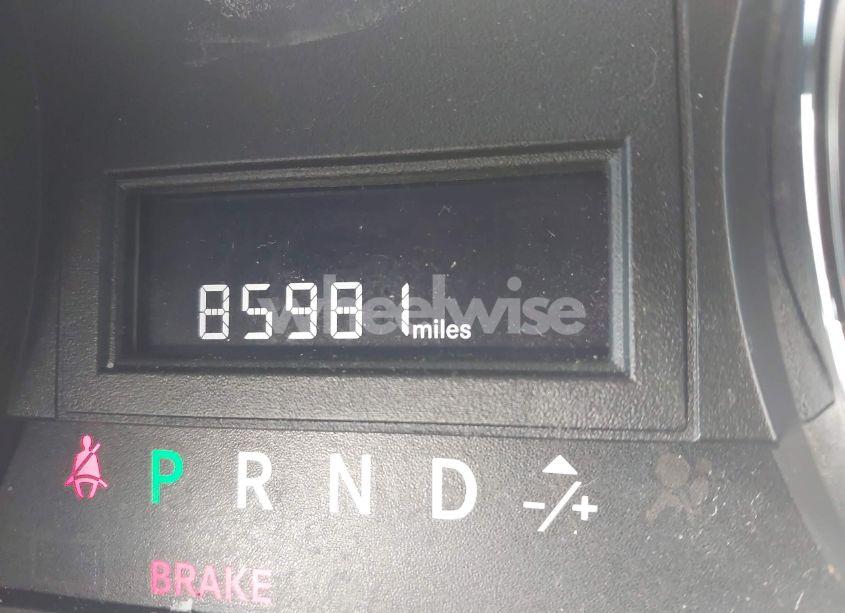 85981 miles
wheelwise
P R N D -/+
BRAKE